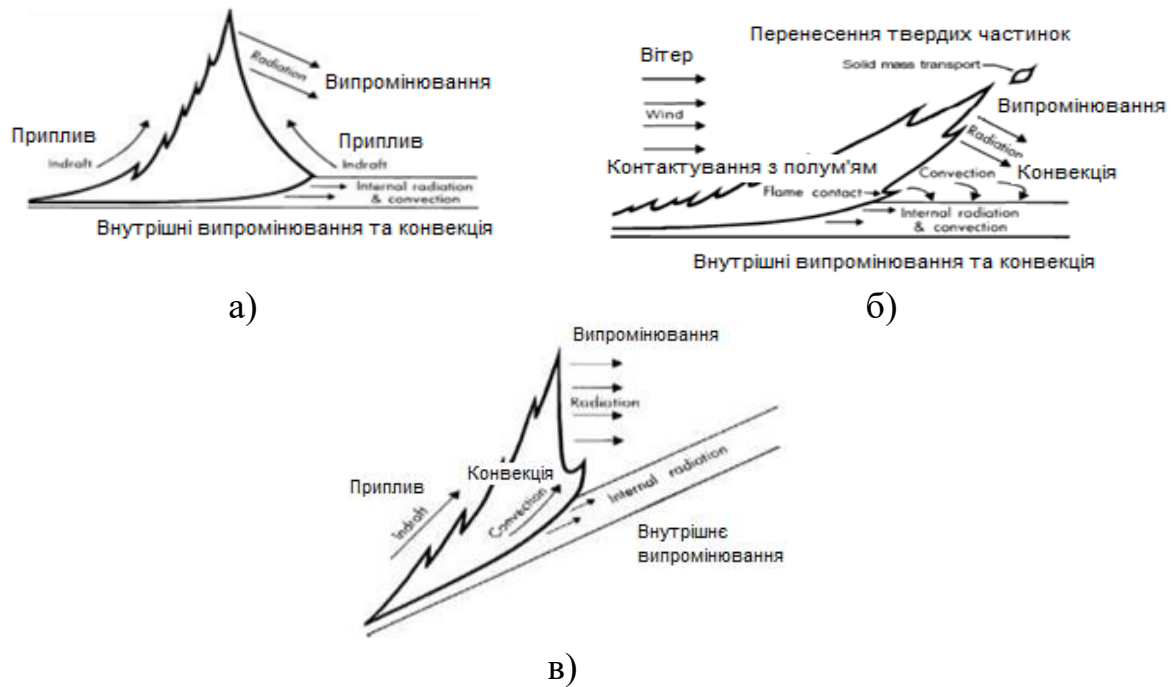 Radiation
Випромінювання
Приплив
Indraft
Приплив
Indraft
Internal radiation
& convection
Внутрішні випромінювання та конвекція
а)
Перенесення твердих частинок
Solid mass transport
Вітер
Wind
Випромінювання
Radiation
Контактування з полум'ям
Конвекція
Convection
Flame contact
Internal radiation
& convection
Внутрішні випромінювання та конвекція
б)
Випромінювання
Radiation
Конвекція
Приплив
Indraft
Convection
Internal radiation
Внутрішнє
випромінювання
в)